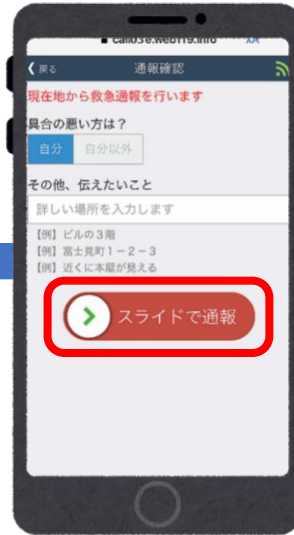 戻る 通報確認
現在地から救急通報を行います
具合の悪い方は？
自分 自分以外
その他、伝えたいこと
詳しい場所を入力します
【例】ビルの３階
【例】富士見町１－２－３
【例】近くに本屋が見える
スライドで通報